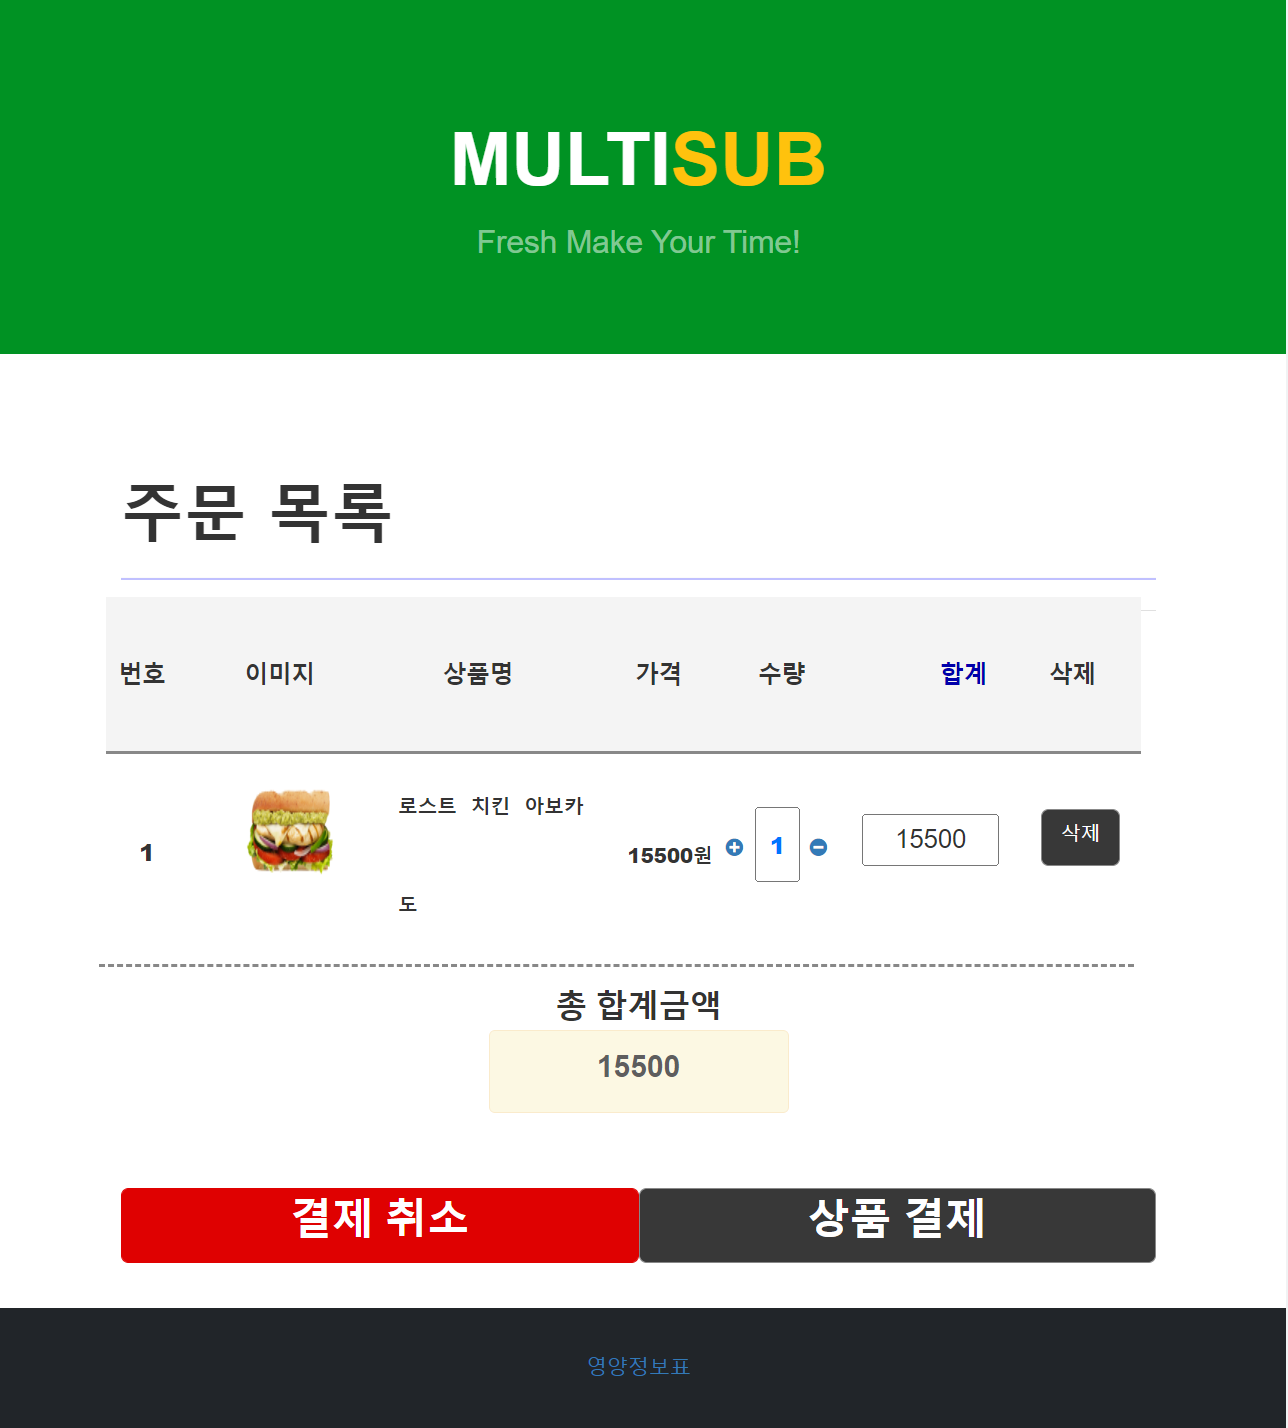 MULTISUB
Fresh Make Your Time!
주문 목록
번호 이미지 상품명 가격 수량 합계 삭제
로스트 치킨 아보카
1 15500원 1 15500 삭제
도
총 합계금액
15500
결제 취소 상품 결제
영양정보표